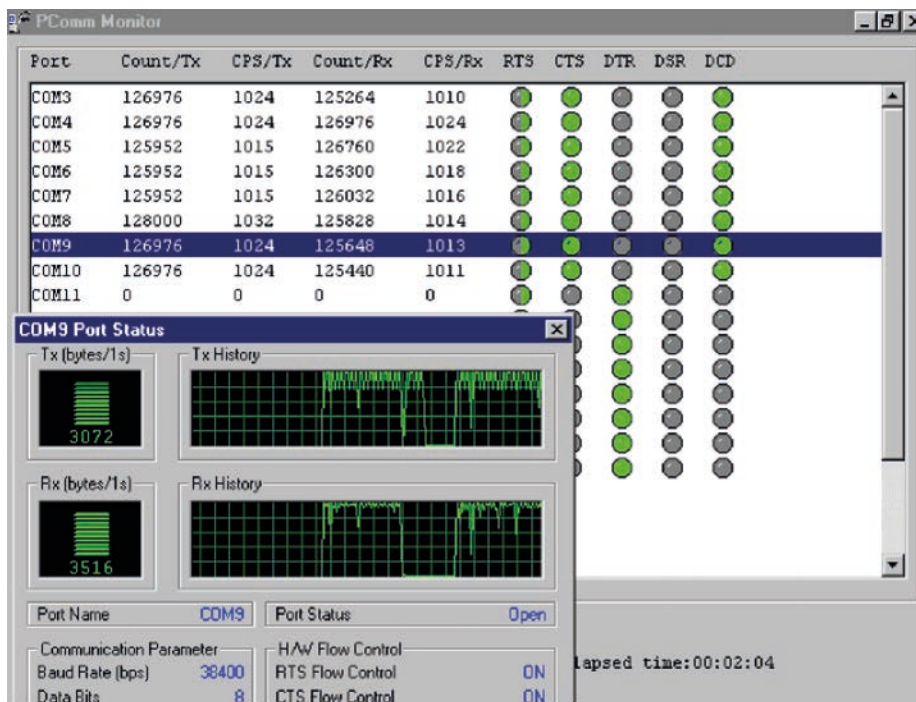 PComm Monitor
Port Count/Tx CPS/Tx Count/Rx CPS/Rx RTS CTS DTR DSR DCD
COM3 126976 1024 125264 1010
COM4 126976 1024 126976 1024
COM5 125952 1015 126760 1022
COM6 125952 1015 126300 1018
COM7 125952 1015 126032 1016
COM8 128000 1032 125828 1014
COM9 126976 1024 125648 1013
COM10 126976 1024 125440 1011
COM11 0 0 0 0
COM9 Port Status
Tx (bytes/1s) Tx History
3072
Rx (bytes/1s) Rx History
3516
Port Name COM9 Port Status Open
Communication Parameter H/W Flow Control
lapsed time:00:02:04
Baud Rate (bps) 38400 RTS Flow Control ON
Data Bits 8 CTS Flow Control ON